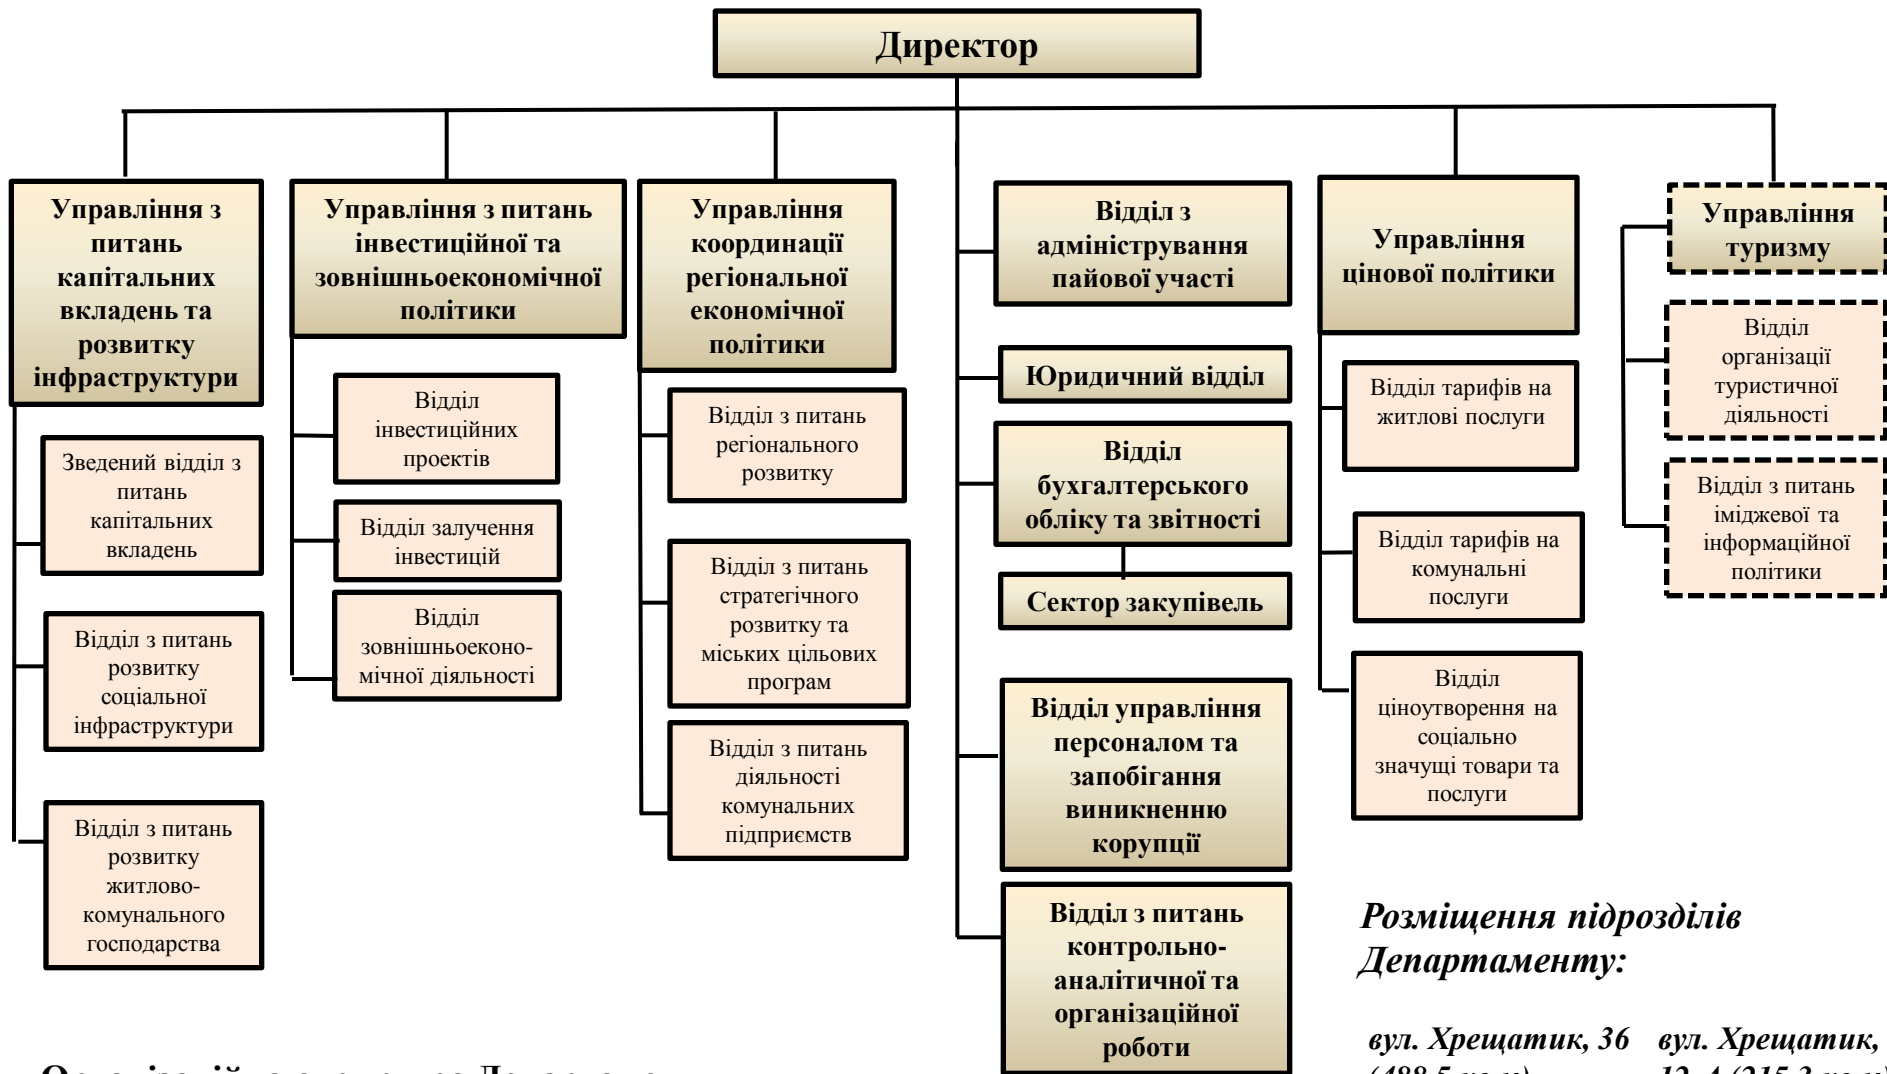 Директор
Управління з
питань
капітальних
вкладень та
розвитку
інфраструктури
Зведений відділ з
питань
капітальних
вкладень
Відділ з питань
розвитку
соціальної
інфраструктури
Відділ з питань
розвитку
житлово-
комунального
господарства
Управління з питань
інвестиційної та
зовнішньоекономічної
політики
Відділ
інвестиційних
проектів
Відділ залучення
інвестицій
Відділ
зовнішньоеконо-
мічної діяльності
Управління
координації
регіональної
економічної
політики
Відділ з питань
регіонального
розвитку
Відділ з питань
стратегічного
розвитку та
міських цільових
програм
Відділ з питань
діяльності
комунальних
підприємств
Відділ з
адміністрування
пайової участі
Юридичний відділ
Відділ
бухгалтерського
обліку та звітності
Сектор закупівель
Відділ управління
персоналом та
запобігання
виникненню
корупції
Відділ з питань
контрольно-
аналітичної та
організаційної
роботи
Управління
цінової політики
Відділ тарифів на
житлові послуги
Відділ тарифів на
комунальні
послуги
Відділ
ціноутворення на
соціально
значущі товари та
послуги
Управління
туризму
Відділ
організації
туристичної
діяльності
Відділ з питань
іміджевої та
інформаційної
політики
Розміщення підрозділів
Департаменту:
вул. Хрещатик, 36
вул. Хрещатик,